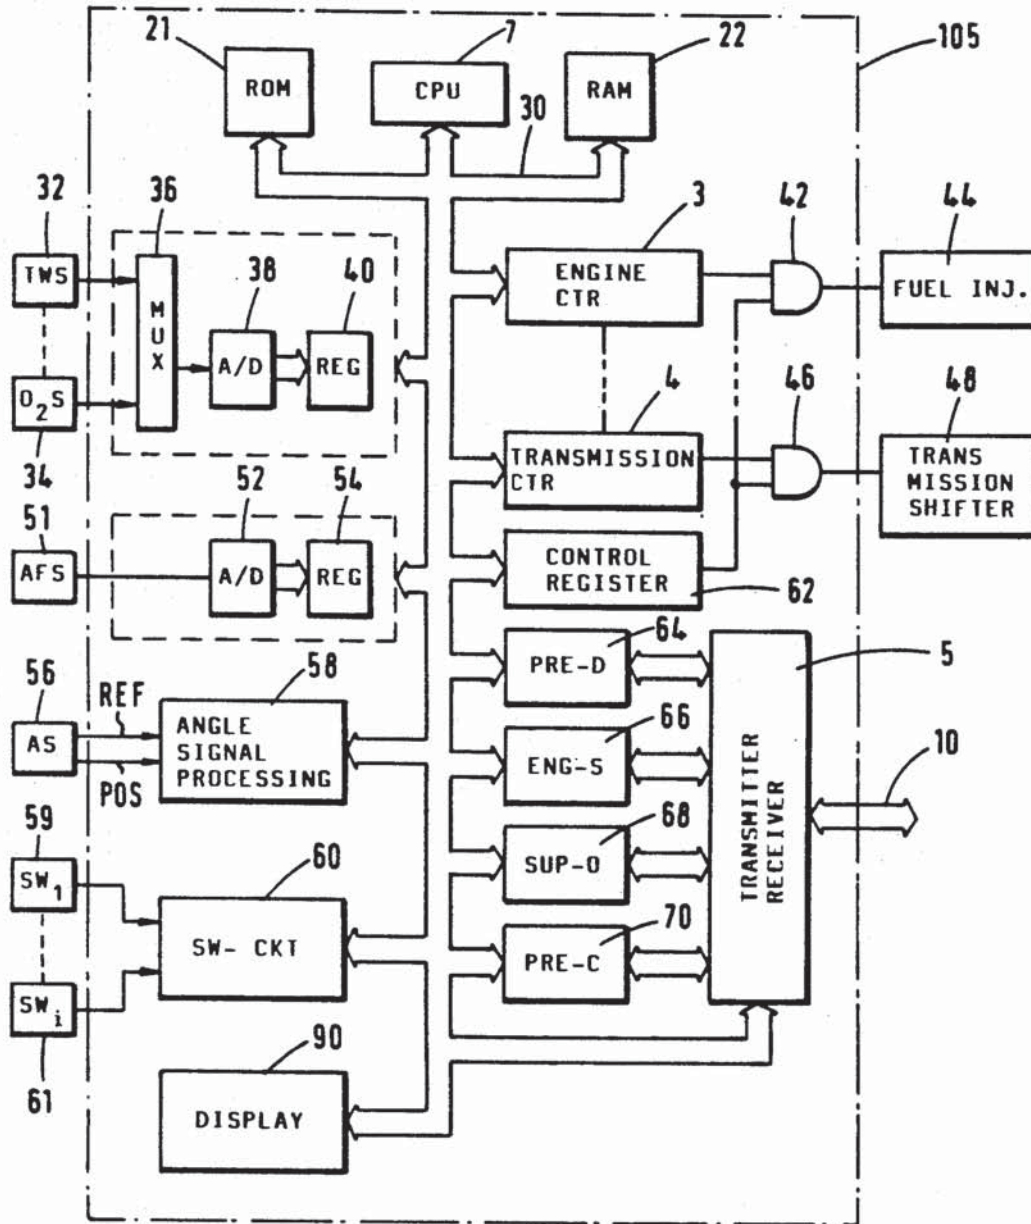 21
7
22
105
ROM
CPU
RAM
30
32
36
3
42
44
TWS
MUX
38
40
ENGINE
CTR
FUEL INJ.
A/D
REG
O2S
34
4
46
48
51
52
54
TRANSMISSION
CTR
TRANS
MISSION
SHIFTER
AFS
A/D
REG
CONTROL
REGISTER
62
56
58
64
5
REF
PRE-D
AS
ANGLE
SIGNAL
PROCESSING
POS
66
10
ENG-S
TRANSMITTER
RECEIVER
59
60
68
SW1
SUP-O
SW- CKT
70
PRE-C
SWi
61
90
DISPLAY